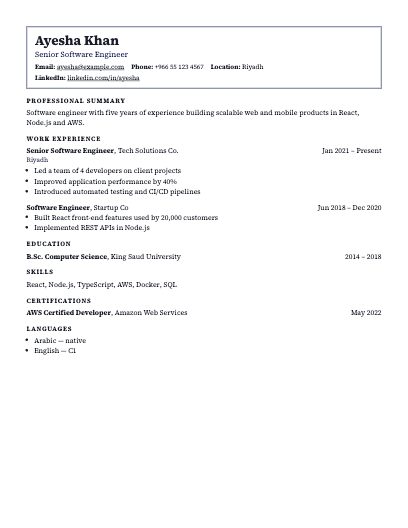 Ayesha Khan
Senior Software Engineer
Email: ayesha@example.com Phone: +966 55 123 4567 Location: Riyadh
LinkedIn: linkedin.com/in/ayesha
PROFESSIONAL SUMMARY
Software engineer with five years of experience building scalable web and mobile products in React,
Node.js and AWS.
WORK EXPERIENCE
Senior Software Engineer, Tech Solutions Co. Jan 2021 – Present
Riyadh
• Led a team of 4 developers on client projects
• Improved application performance by 40%
• Introduced automated testing and CI/CD pipelines
Software Engineer, Startup Co Jun 2018 – Dec 2020
• Built React front-end features used by 20,000 customers
• Implemented REST APIs in Node.js
EDUCATION
B.Sc. Computer Science, King Saud University 2014 – 2018
SKILLS
React, Node.js, TypeScript, AWS, Docker, SQL
CERTIFICATIONS
AWS Certified Developer, Amazon Web Services May 2022
LANGUAGES
• Arabic — native
• English — C1